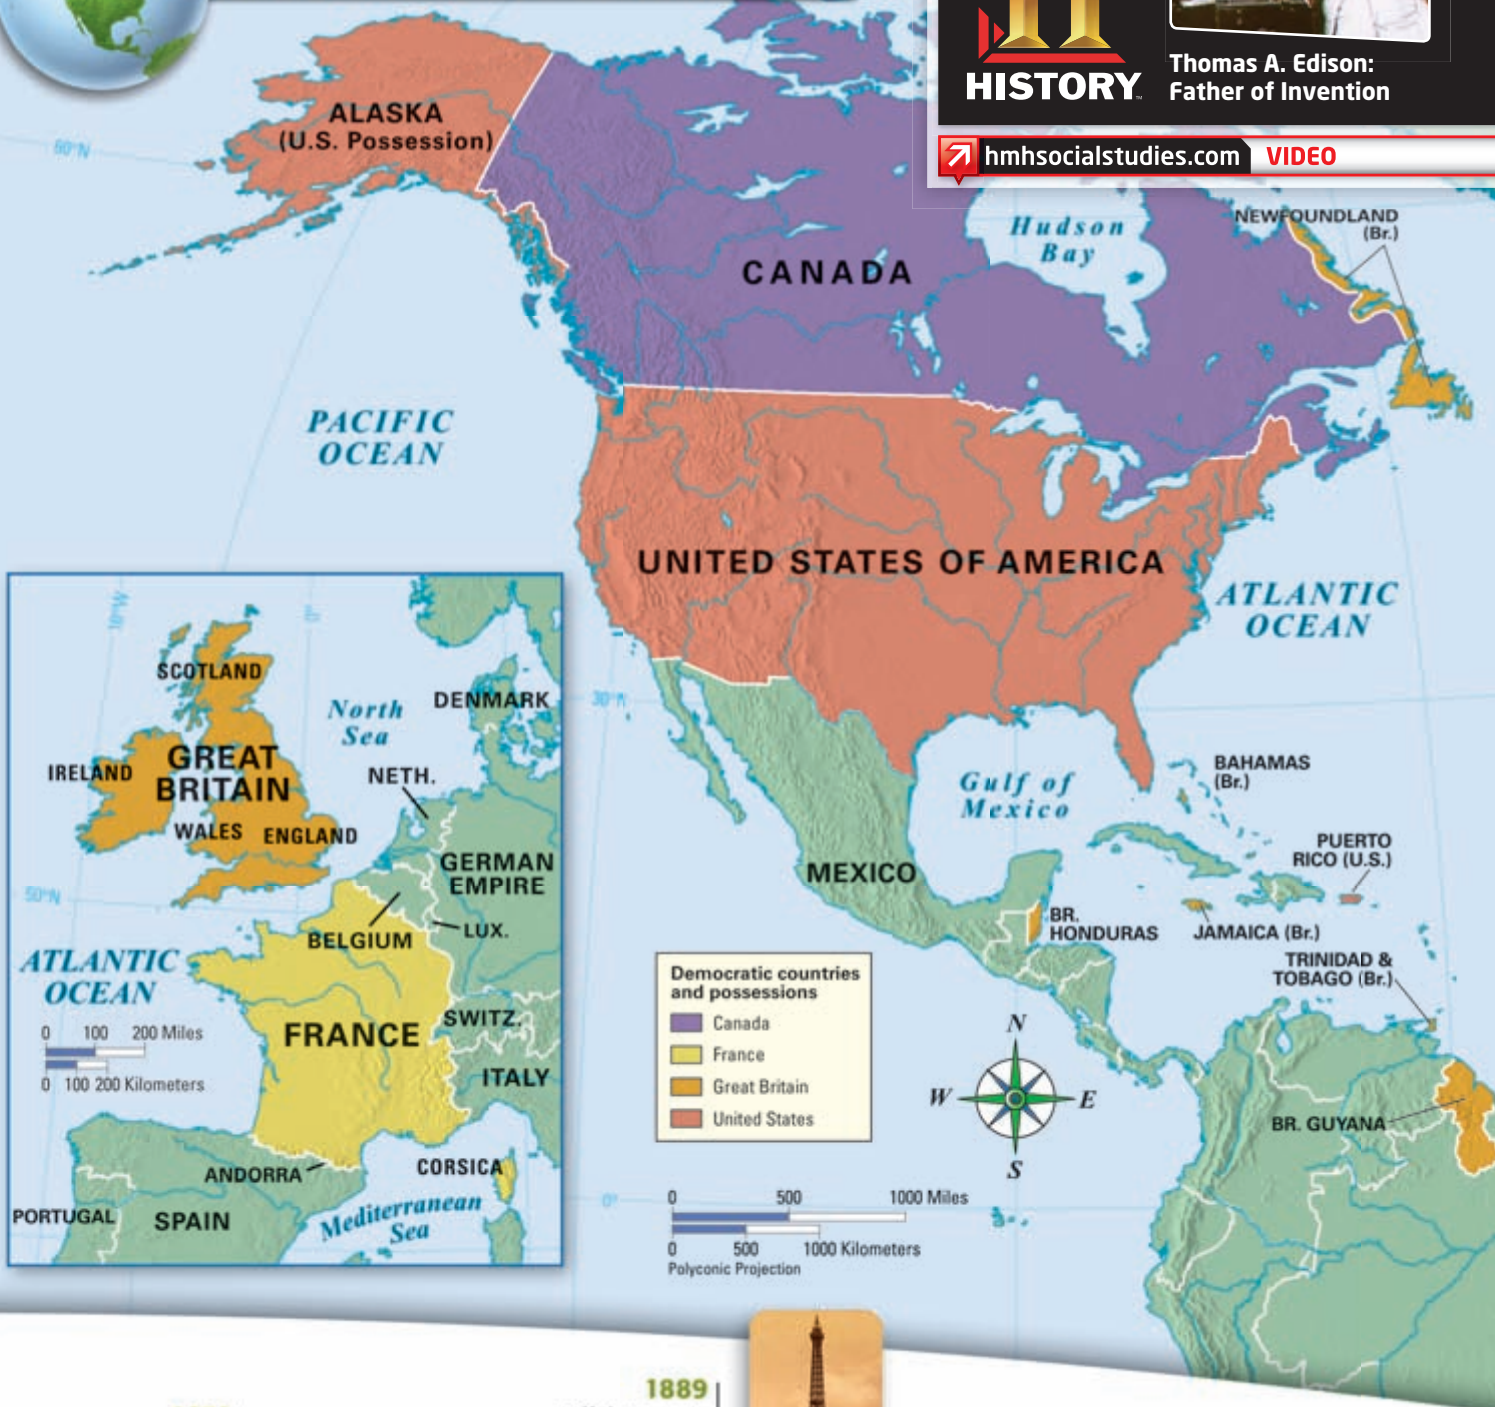 Thomas A. Edison:
Father of Invention
HISTORY™
hmhsocialstudies.com VIDEO
ALASKA
(U.S. Possession)
60°N
CANADA
Hudson
Bay
NEWFOUNDLAND
(Br.)
PACIFIC
OCEAN
UNITED STATES OF AMERICA
ATLANTIC
OCEAN
30°N
Gulf of
Mexico
BAHAMAS
(Br.)
MEXICO
PUERTO
RICO (U.S.)
BR.
HONDURAS
JAMAICA (Br.)
TRINIDAD &
TOBAGO (Br.)
BR. GUYANA
0°
10°W
0°
SCOTLAND
North
Sea
DENMARK
IRELAND
GREAT
BRITAIN
NETH.
WALES
ENGLAND
GERMAN
EMPIRE
50°N
BELGIUM
LUX.
ATLANTIC
OCEAN
0 100 200 Miles
0 100 200 Kilometers
FRANCE
SWITZ.
ITALY
ANDORRA
CORSICA
PORTUGAL
SPAIN
Mediterranean
Sea
Democratic countries
and possessions
Canada
France
Great Britain
United States
N
W
E
S
0 500 1000 Miles
0 500 1000 Kilometers
Polyconic Projection
1889